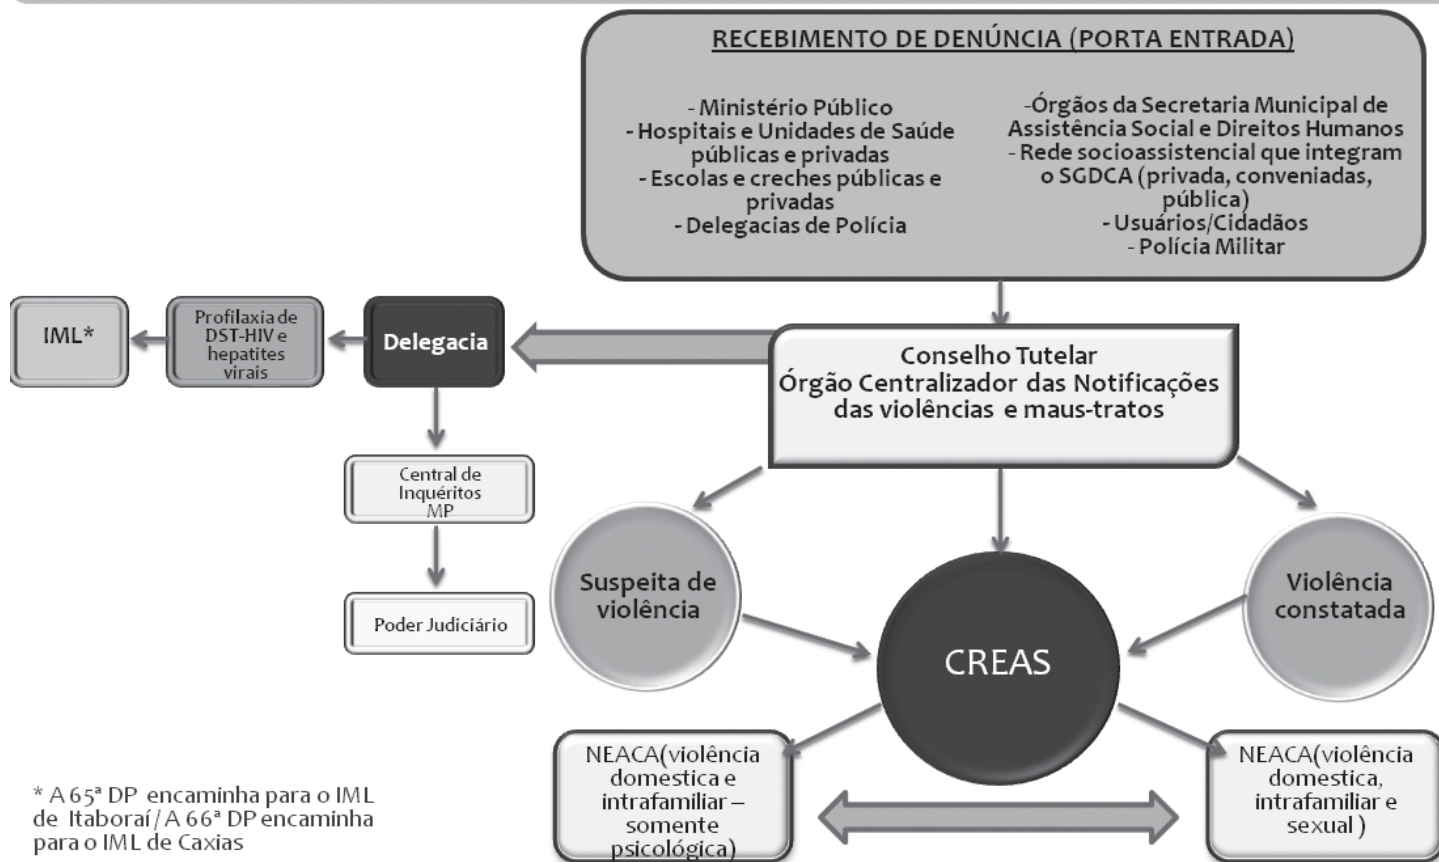 RECEBIMENTO DE DENÚNCIA (PORTA ENTRADA)
- Ministério Público
- Hospitais e Unidades de Saúde
públicas e privadas
- Escolas e creches públicas e
privadas
- Delegacias de Polícia
-Órgãos da Secretaria Municipal de
Assistência Social e Direitos Humanos
- Rede socioassistencial que integram
o SGDCA (privada, conveniadas,
pública)
- Usuários/Cidadãos
- Polícia Militar
IML*
Profilaxia de
DST-HIV e
hepatites
virais
Delegacia
Conselho Tutelar
Órgão Centralizador das Notificações
das violências e maus-tratos
Central de
Inquéritos
MP
Poder Judiciário
Suspeita de
violência
CREAS
Violência
constatada
NEACA(violência
domestica e
intrafamiliar –
somente
psicológica)
NEACA(violência
domestica,
intrafamiliar e
sexual )
* A 65ª DP encaminha para o IML
de Itaboraí / A 66ª DP encaminha
para o IML de Caxias